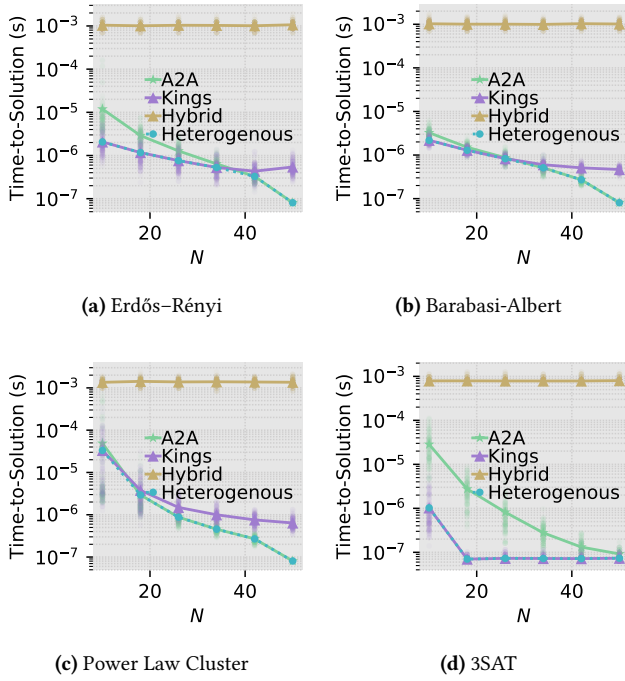 Time-to-Solution (s)
10⁻³
10⁻⁴
10⁻⁵
10⁻⁶
10⁻⁷
A2A
Kings
Hybrid
Heterogenous
20
40
N
(a) Erdős–Rényi
Time-to-Solution (s)
10⁻³
10⁻⁴
10⁻⁵
10⁻⁶
10⁻⁷
A2A
Kings
Hybrid
Heterogenous
20
40
N
(b) Barabasi-Albert
Time-to-Solution (s)
10⁻³
10⁻⁴
10⁻⁵
10⁻⁶
10⁻⁷
A2A
Kings
Hybrid
Heterogenous
20
40
N
(c) Power Law Cluster
Time-to-Solution (s)
10⁻³
10⁻⁴
10⁻⁵
10⁻⁶
10⁻⁷
A2A
Kings
Hybrid
Heterogenous
20
40
N
(d) 3SAT